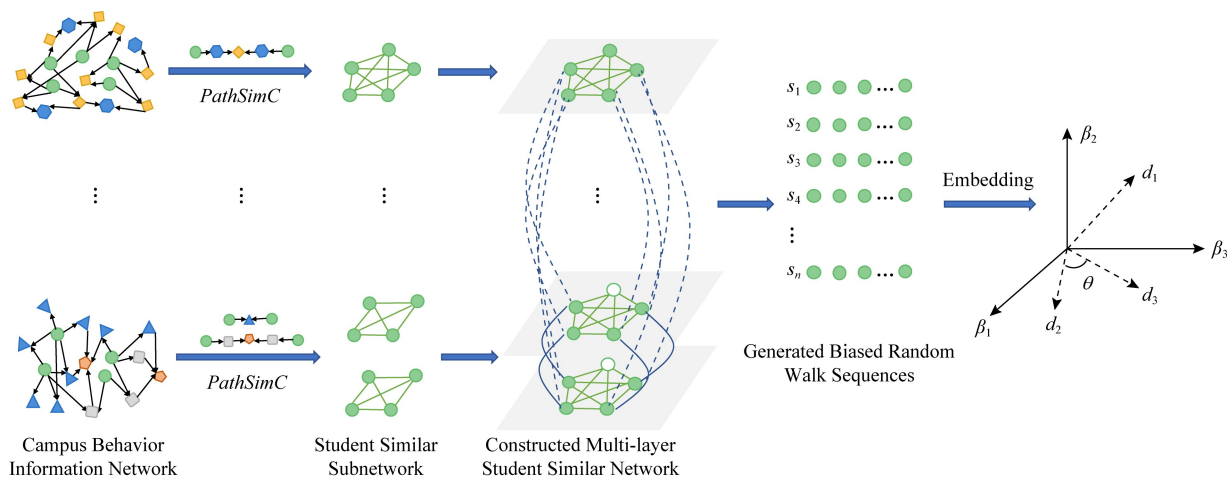 PathSimC
s1
s2
s3
s4
sn
Embedding
β2
d1
β3
θ
d3
d2
β1
PathSimC
Generated Biased Random
Walk Sequences
Campus Behavior
Information Network
Student Similar
Subnetwork
Constructed Multi-layer
Student Similar Network